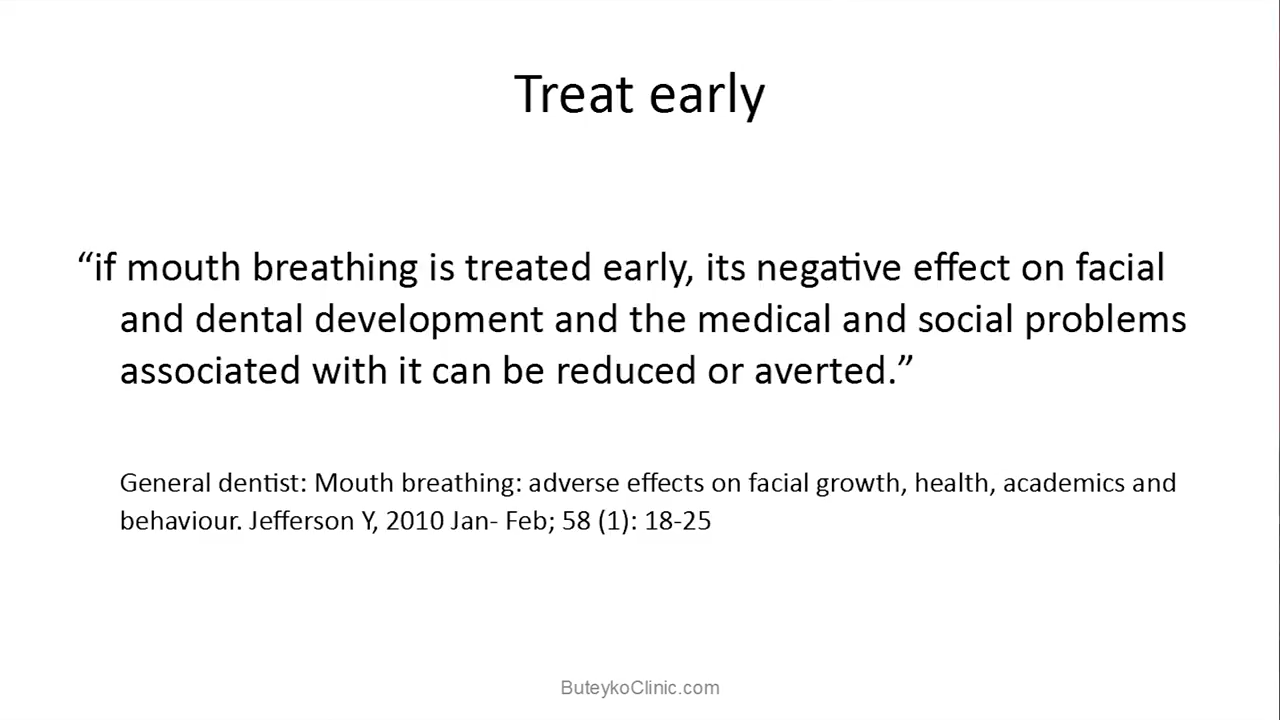 Treat early
“if mouth breathing is treated early, its negative effect on facial
and dental development and the medical and social problems
associated with it can be reduced or averted.”
General dentist: Mouth breathing: adverse effects on facial growth, health, academics and
behaviour. Jefferson Y, 2010 Jan- Feb; 58 (1): 18-25
ButeykoClinic.com